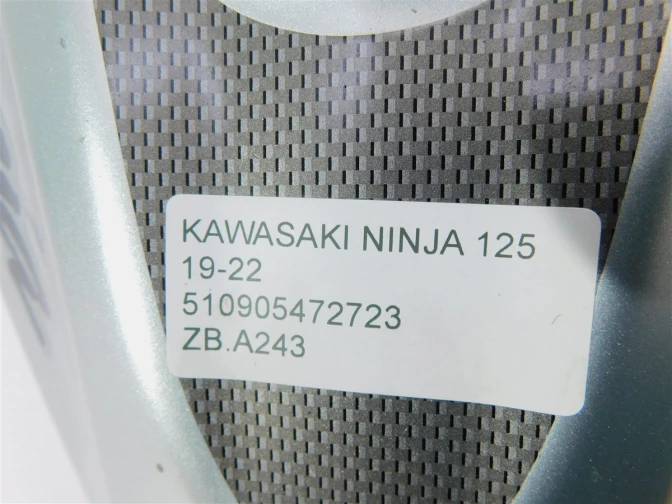 KAWASAKI NINJA 125
19-22
510905472723
ZB.A243